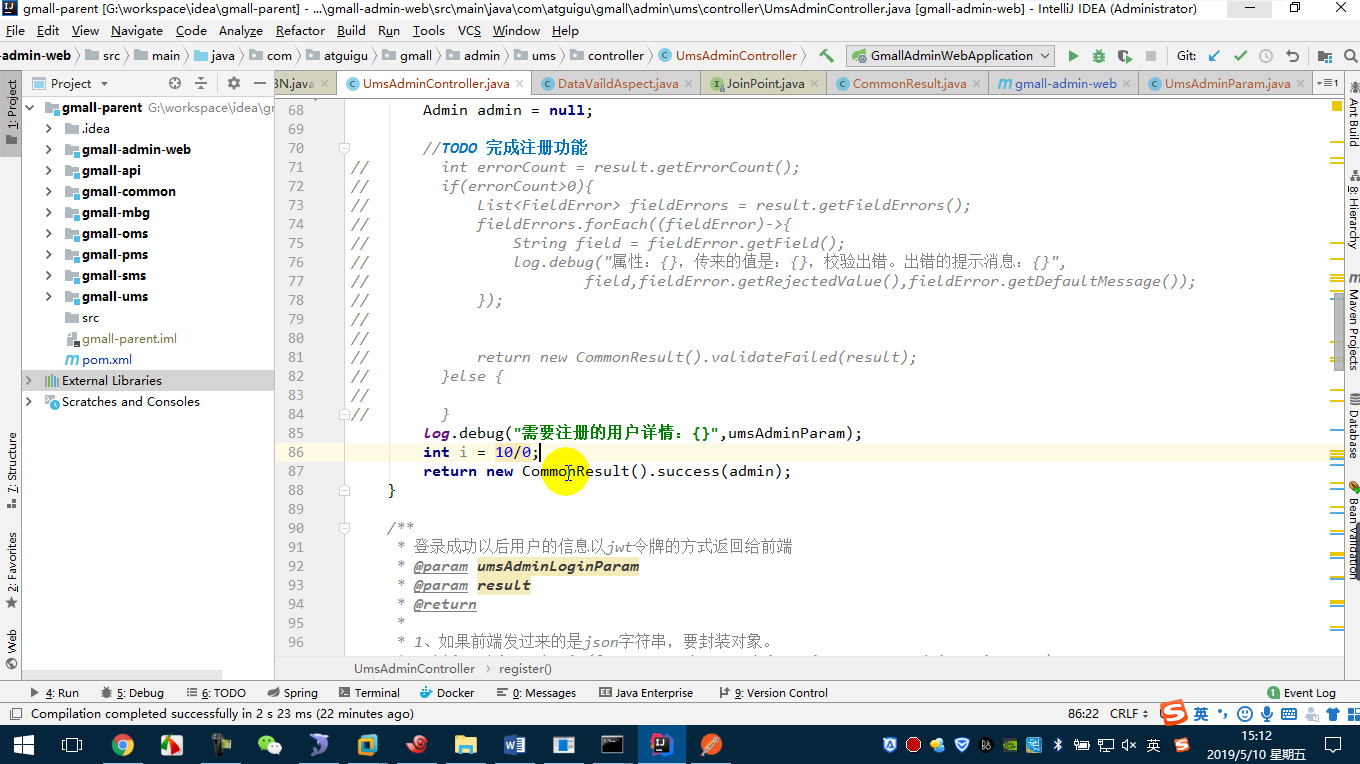 gmall-parent [G:\workspace\idea\gmall-parent] - ...\gmall-admin-web\src\main\java\com\atguigu\gmall\admin\ums\controller\UmsAdminController.java [gmall-admin-web] - IntelliJ IDEA (Administrator)
File Edit View Navigate Code Analyze Refactor Build Run Tools VCS Window Help
-admin-web src main java com atguigu gmall admin ums controller UmsAdminController GmallAdminWebApplication Git:
Project 3N.java UmsAdminController.java DataVaildAspect.java JoinPoint.java CommonResult.java gmall-admin-web UmsAdminParam.java
gmall-parent G:\workspace\idea\gr
.idea
gmall-admin-web
gmall-api
gmall-common
gmall-mbg
gmall-oms
gmall-pms
gmall-sms
gmall-ums
src
gmall-parent.iml
pom.xml
External Libraries
Scratches and Consoles
1: Project
7: Structure
2: Favorites
Web
68 Admin admin = null;
69
70 //TODO 完成注册功能
71 // int errorCount = result.getErrorCount();
72 // if(errorCount>0){
73 // List<FieldError> fieldErrors = result.getFieldErrors();
74 // fieldErrors.forEach((fieldError)->{
75 // String field = fieldError.getField();
76 // log.debug("属性：{}，传来的值是：{}，校验出错。出错的提示消息：{}",
77 // field,fieldError.getRejectedValue(),fieldError.getDefaultMessage());
78 // });
79 //
80 //
81 // return new CommonResult().validateFailed(result);
82 // }else {
83 //
84 // }
85 log.debug("需要注册的用户详情：{}",umsAdminParam);
86 int i = 10/0;
87 return new CommonResult().success(admin);
88 }
89
90 /**
91 * 登录成功以后用户的信息以jwt令牌的方式返回给前端
92 * @param umsAdminLoginParam
93 * @param result
94 * @return
95 *
96 * 1、如果前端发过来的是json字符串，要封装对象。
Ant Build
8: Hierarchy
Maven Projects
Database
Bean Validation
UmsAdminController register()
4: Run 5: Debug 6: TODO Spring Terminal Docker 0: Messages Java Enterprise 9: Version Control 1 Event Log
Compilation completed successfully in 2 s 23 ms (22 minutes ago) 86:22 CRLF 英
英 15:12
2019/5/10 星期五